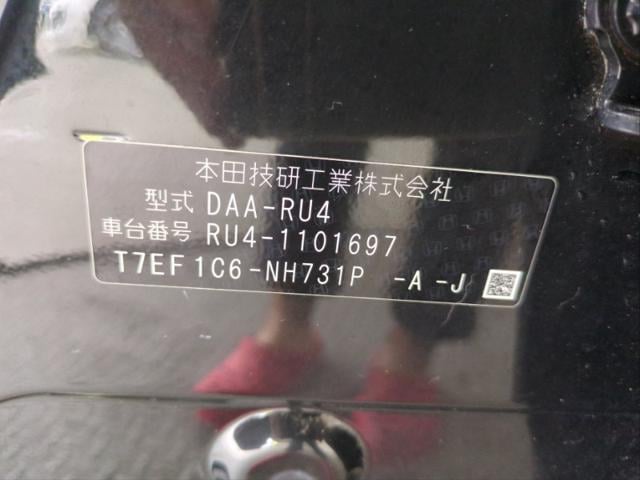 本田技研工業株式会社
型式 DAA-RU4
車台番号 RU4-1101697
T7EF1C6-NH731P -A -J